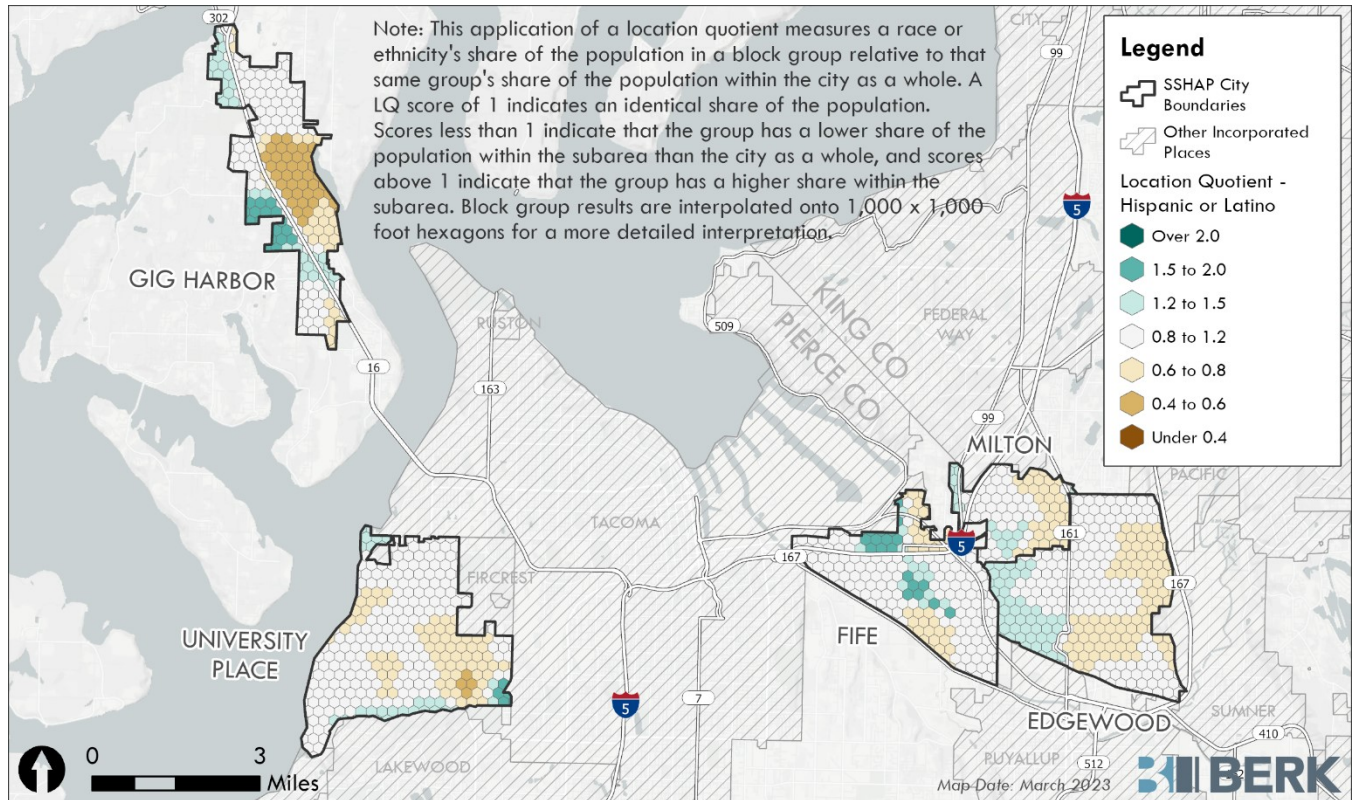 Note: This application of a location quotient measures a race or
ethnicity's share of the population in a block group relative to that
same group's share of the population within the city as a whole. A
LQ score of 1 indicates an identical share of the population.
Scores less than 1 indicate that the group has a lower share of the
population within the subarea than the city as a whole, and scores
above 1 indicate that the group has a higher share within the
subarea. Block group results are interpolated onto 1,000 x 1,000
foot hexagons for a more detailed interpretation.
Legend
SSHAP City
Boundaries
Other Incorporated
Places
Location Quotient -
Hispanic or Latino
Over 2.0
1.5 to 2.0
1.2 to 1.5
0.8 to 1.2
0.6 to 0.8
0.4 to 0.6
Under 0.4
302
CITY
99
5
GIG HARBOR
RUSTON
509
KING CO
PIERCE CO
FEDERAL
WAY
16
163
99
MILTON
PACIFIC
TACOMA
5
161
167
167
FIRCREST
UNIVERSITY
PLACE
FIFE
5
7
EDGEWOOD
SUMNER
410
LAKEWOOD
PUYALLUP
512
0
3
Miles
Map Date: March 2023
BERK